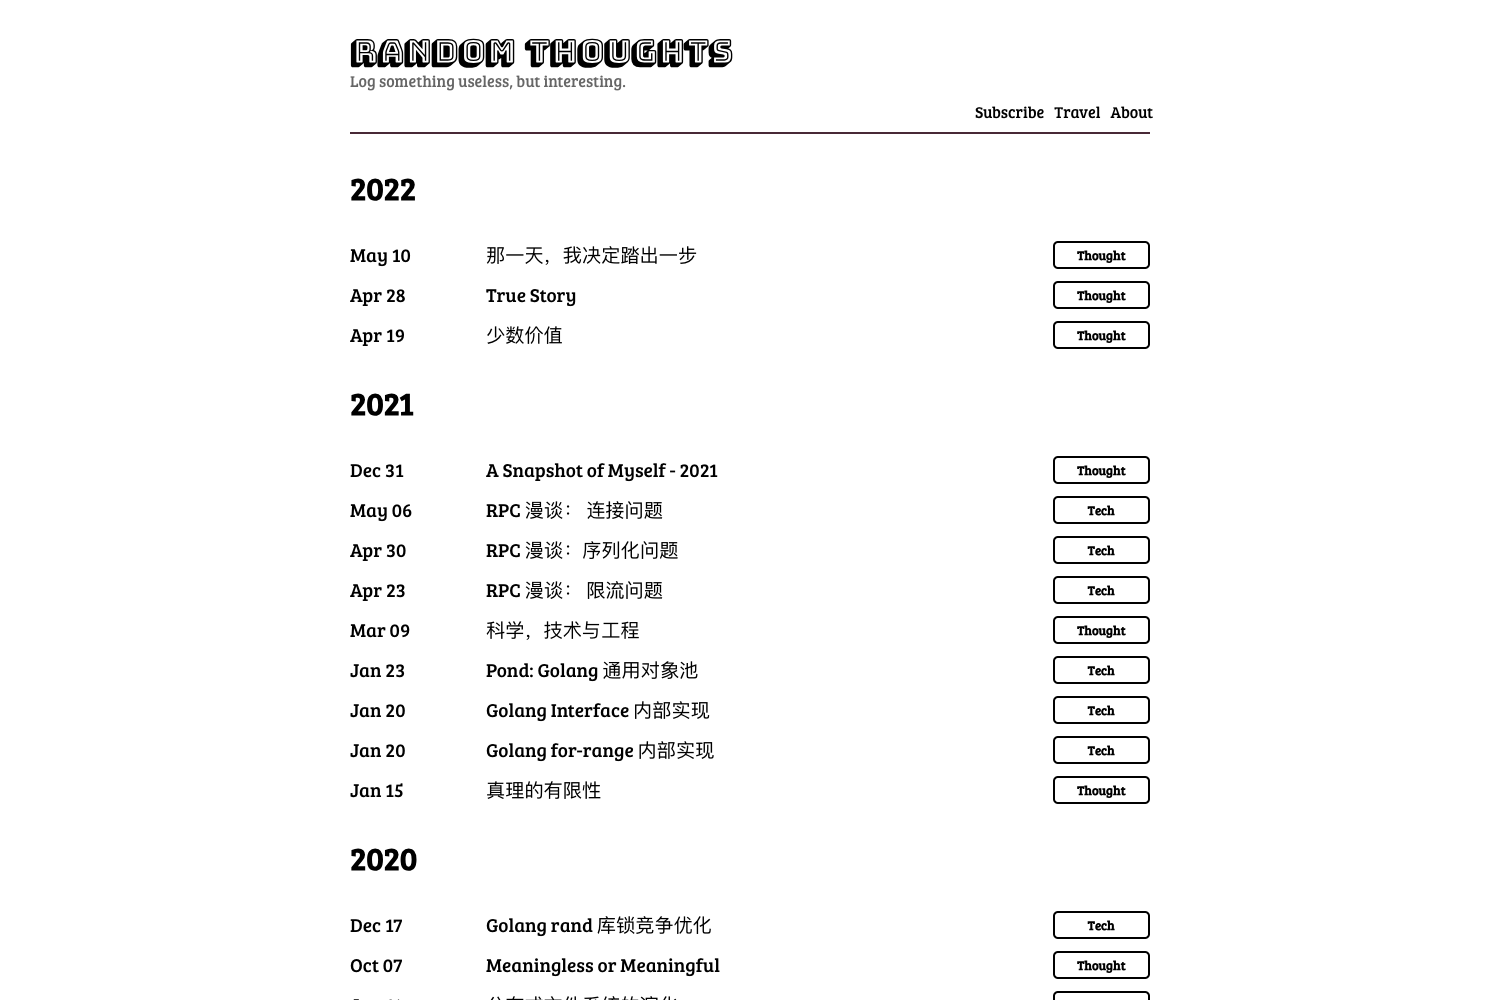 RANDOM THOUGHTS
Log something useless, but interesting.
Subscribe Travel About
2022
May 10 那一天，我决定踏出一步 Thought
Apr 28 True Story Thought
Apr 19 少数价值 Thought
2021
Dec 31 A Snapshot of Myself - 2021 Thought
May 06 RPC 漫谈： 连接问题 Tech
Apr 30 RPC 漫谈：序列化问题 Tech
Apr 23 RPC 漫谈： 限流问题 Tech
Mar 09 科学，技术与工程 Thought
Jan 23 Pond: Golang 通用对象池 Tech
Jan 20 Golang Interface 内部实现 Tech
Jan 20 Golang for-range 内部实现 Tech
Jan 15 真理的有限性 Thought
2020
Dec 17 Golang rand 库锁竞争优化 Tech
Oct 07 Meaningless or Meaningful Thought